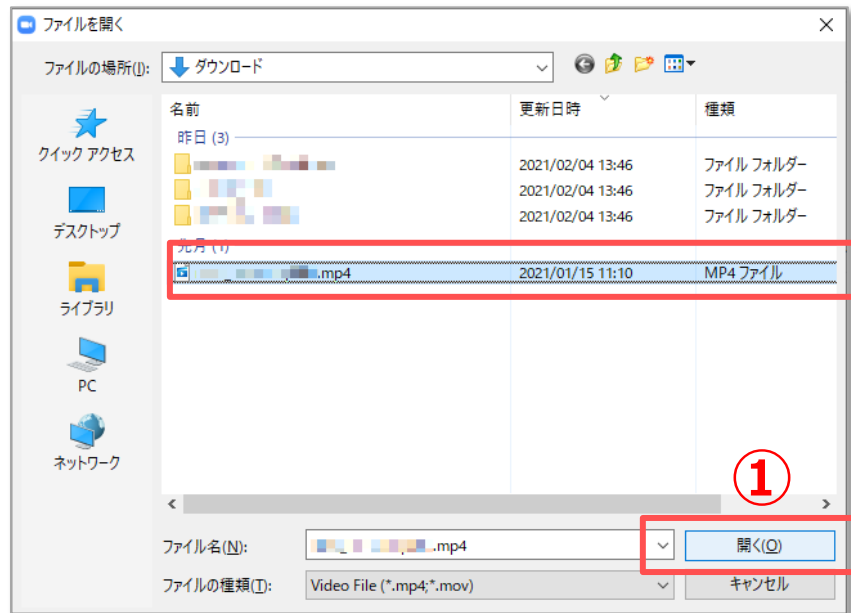 ファイルを開く
ファイルの場所(I): ダウンロード
名前 更新日時 種類
昨日 (3)
2021/02/04 13:46 ファイル フォルダー
2021/02/04 13:46 ファイル フォルダー
2021/02/04 13:46 ファイル フォルダー
先月 (1)
.mp4 2021/01/15 11:10 MP4 ファイル
クイック アクセス
デスクトップ
ライブラリ
PC
ネットワーク
①
ファイル名(N): .mp4 開く(O)
ファイルの種類(T): Video File (*.mp4;*.mov) キャンセル